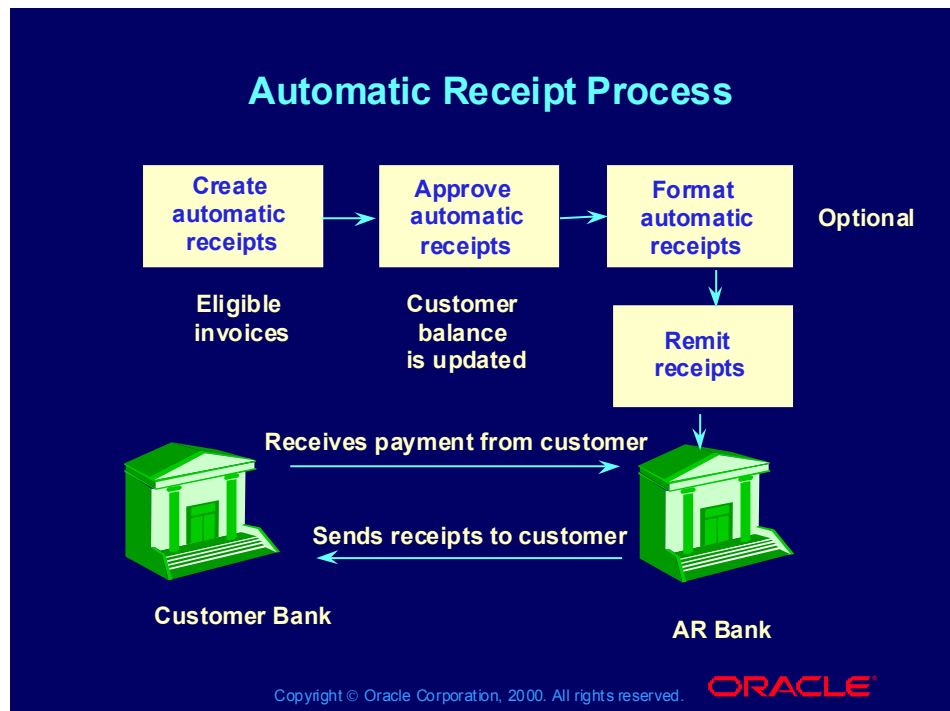 Automatic Receipt Process
Create
automatic
receipts
Approve
automatic
receipts
Format
automatic
receipts
Optional
Eligible
invoices
Customer
balance
is updated
Remit
receipts
Receives payment from customer
Sends receipts to customer
Customer Bank
AR Bank
Copyright © Oracle Corporation, 2000. All rights reserved.
ORACLE®